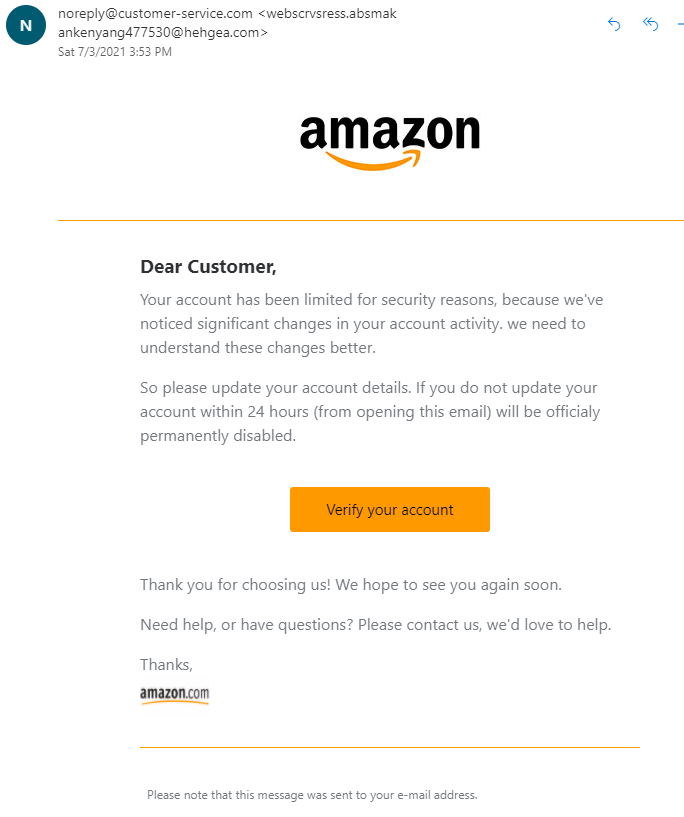 N
noreply@customer-service.com <webscrvsress.absmak
ankenyang477530@hehgea.com>
Sat 7/3/2021 3:53 PM
amazon
Dear Customer,
Your account has been limited for security reasons, because we've
noticed significant changes in your account activity. we need to
understand these changes better.
So please update your account details. If you do not update your
account within 24 hours (from opening this email) will be officialy
permanently disabled.
Verify your account
Thank you for choosing us! We hope to see you again soon.
Need help, or have questions? Please contact us, we'd love to help.
Thanks,
amazon.com
Please note that this message was sent to your e-mail address.